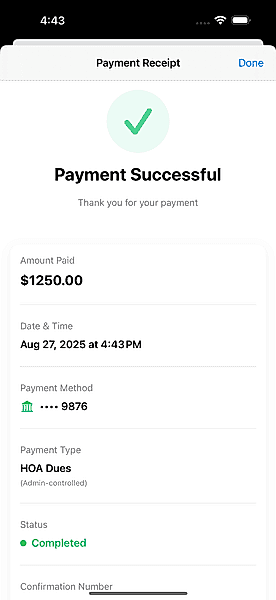 4:43
Payment Receipt
Done
Payment Successful
Thank you for your payment
Amount Paid
$1250.00
Date & Time
Aug 27, 2025 at 4:43PM
Payment Method
•••• 9876
Payment Type
HOA Dues
(Admin-controlled)
Status
Completed
Confirmation Number